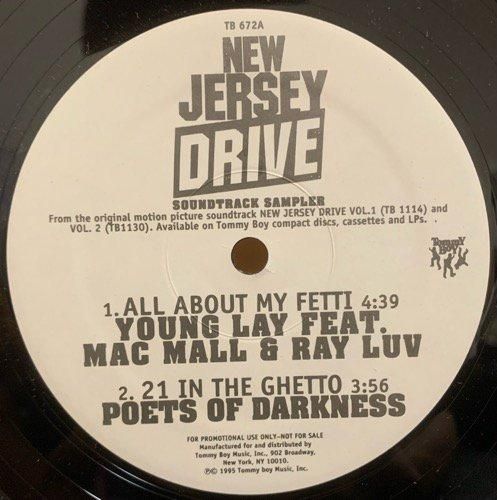 TB 672A
NEW
JERSEY
DRIVE
SOUNDTRACK SAMPLER
From the original motion picture soundtrack NEW JERSEY DRIVE VOL.1 (TB 1114) and
VOL. 2 (TB1130). Available on Tommy Boy compact discs, cassettes and LPs.
TOMMY
BOY
1. ALL ABOUT MY FETTI 4:39
YOUNG LAY FEAT.
MAC MALL & RAY LUV
2. 21 IN THE GHETTO 3:56
POETS OF DARKNESS
FOR PROMOTIONAL USE ONLY–NOT FOR SALE
Manufactured for and distributed by
Tommy Boy Music, Inc., 902 Broadway,
New York, NY 10010.
℗© 1995 Tommy Boy Music, Inc.